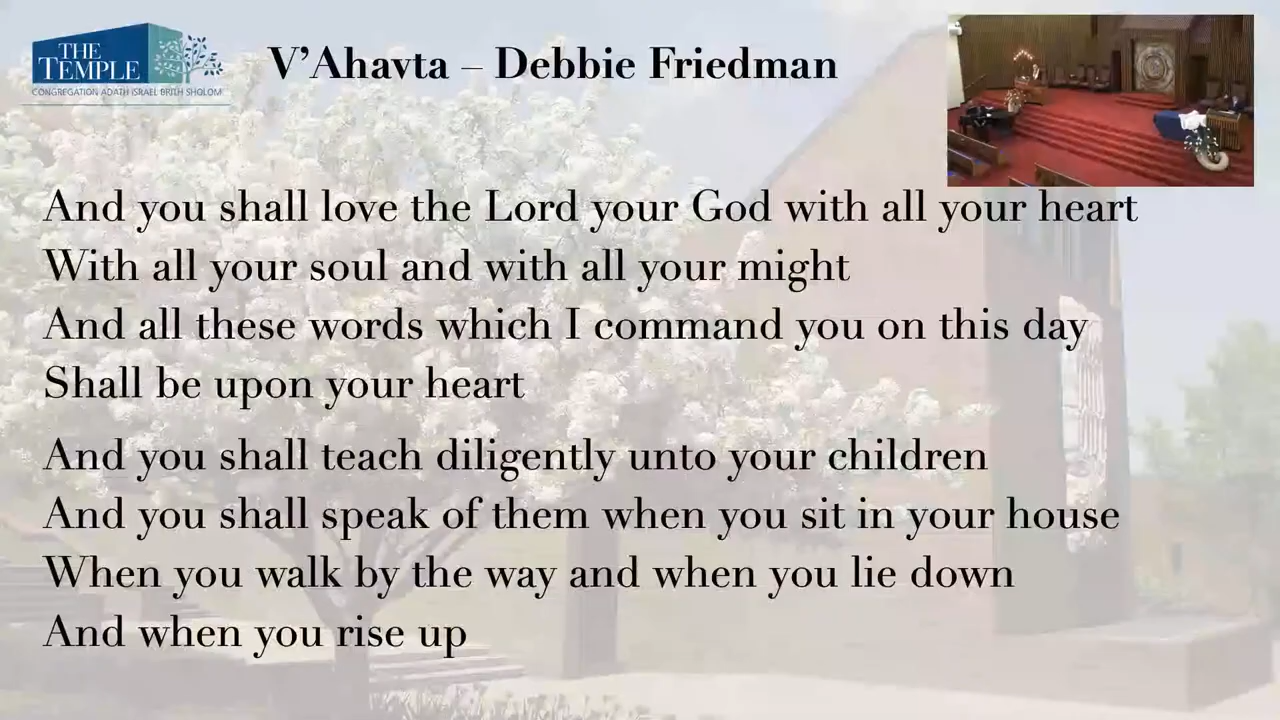 THE
TEMPLE
CONGREGATION ADATH ISRAEL BRITH SHOLOM
V’Ahavta – Debbie Friedman
And you shall love the Lord your God with all your heart
With all your soul and with all your might
And all these words which I command you on this day
Shall be upon your heart
And you shall teach diligently unto your children
And you shall speak of them when you sit in your house
When you walk by the way and when you lie down
And when you rise up